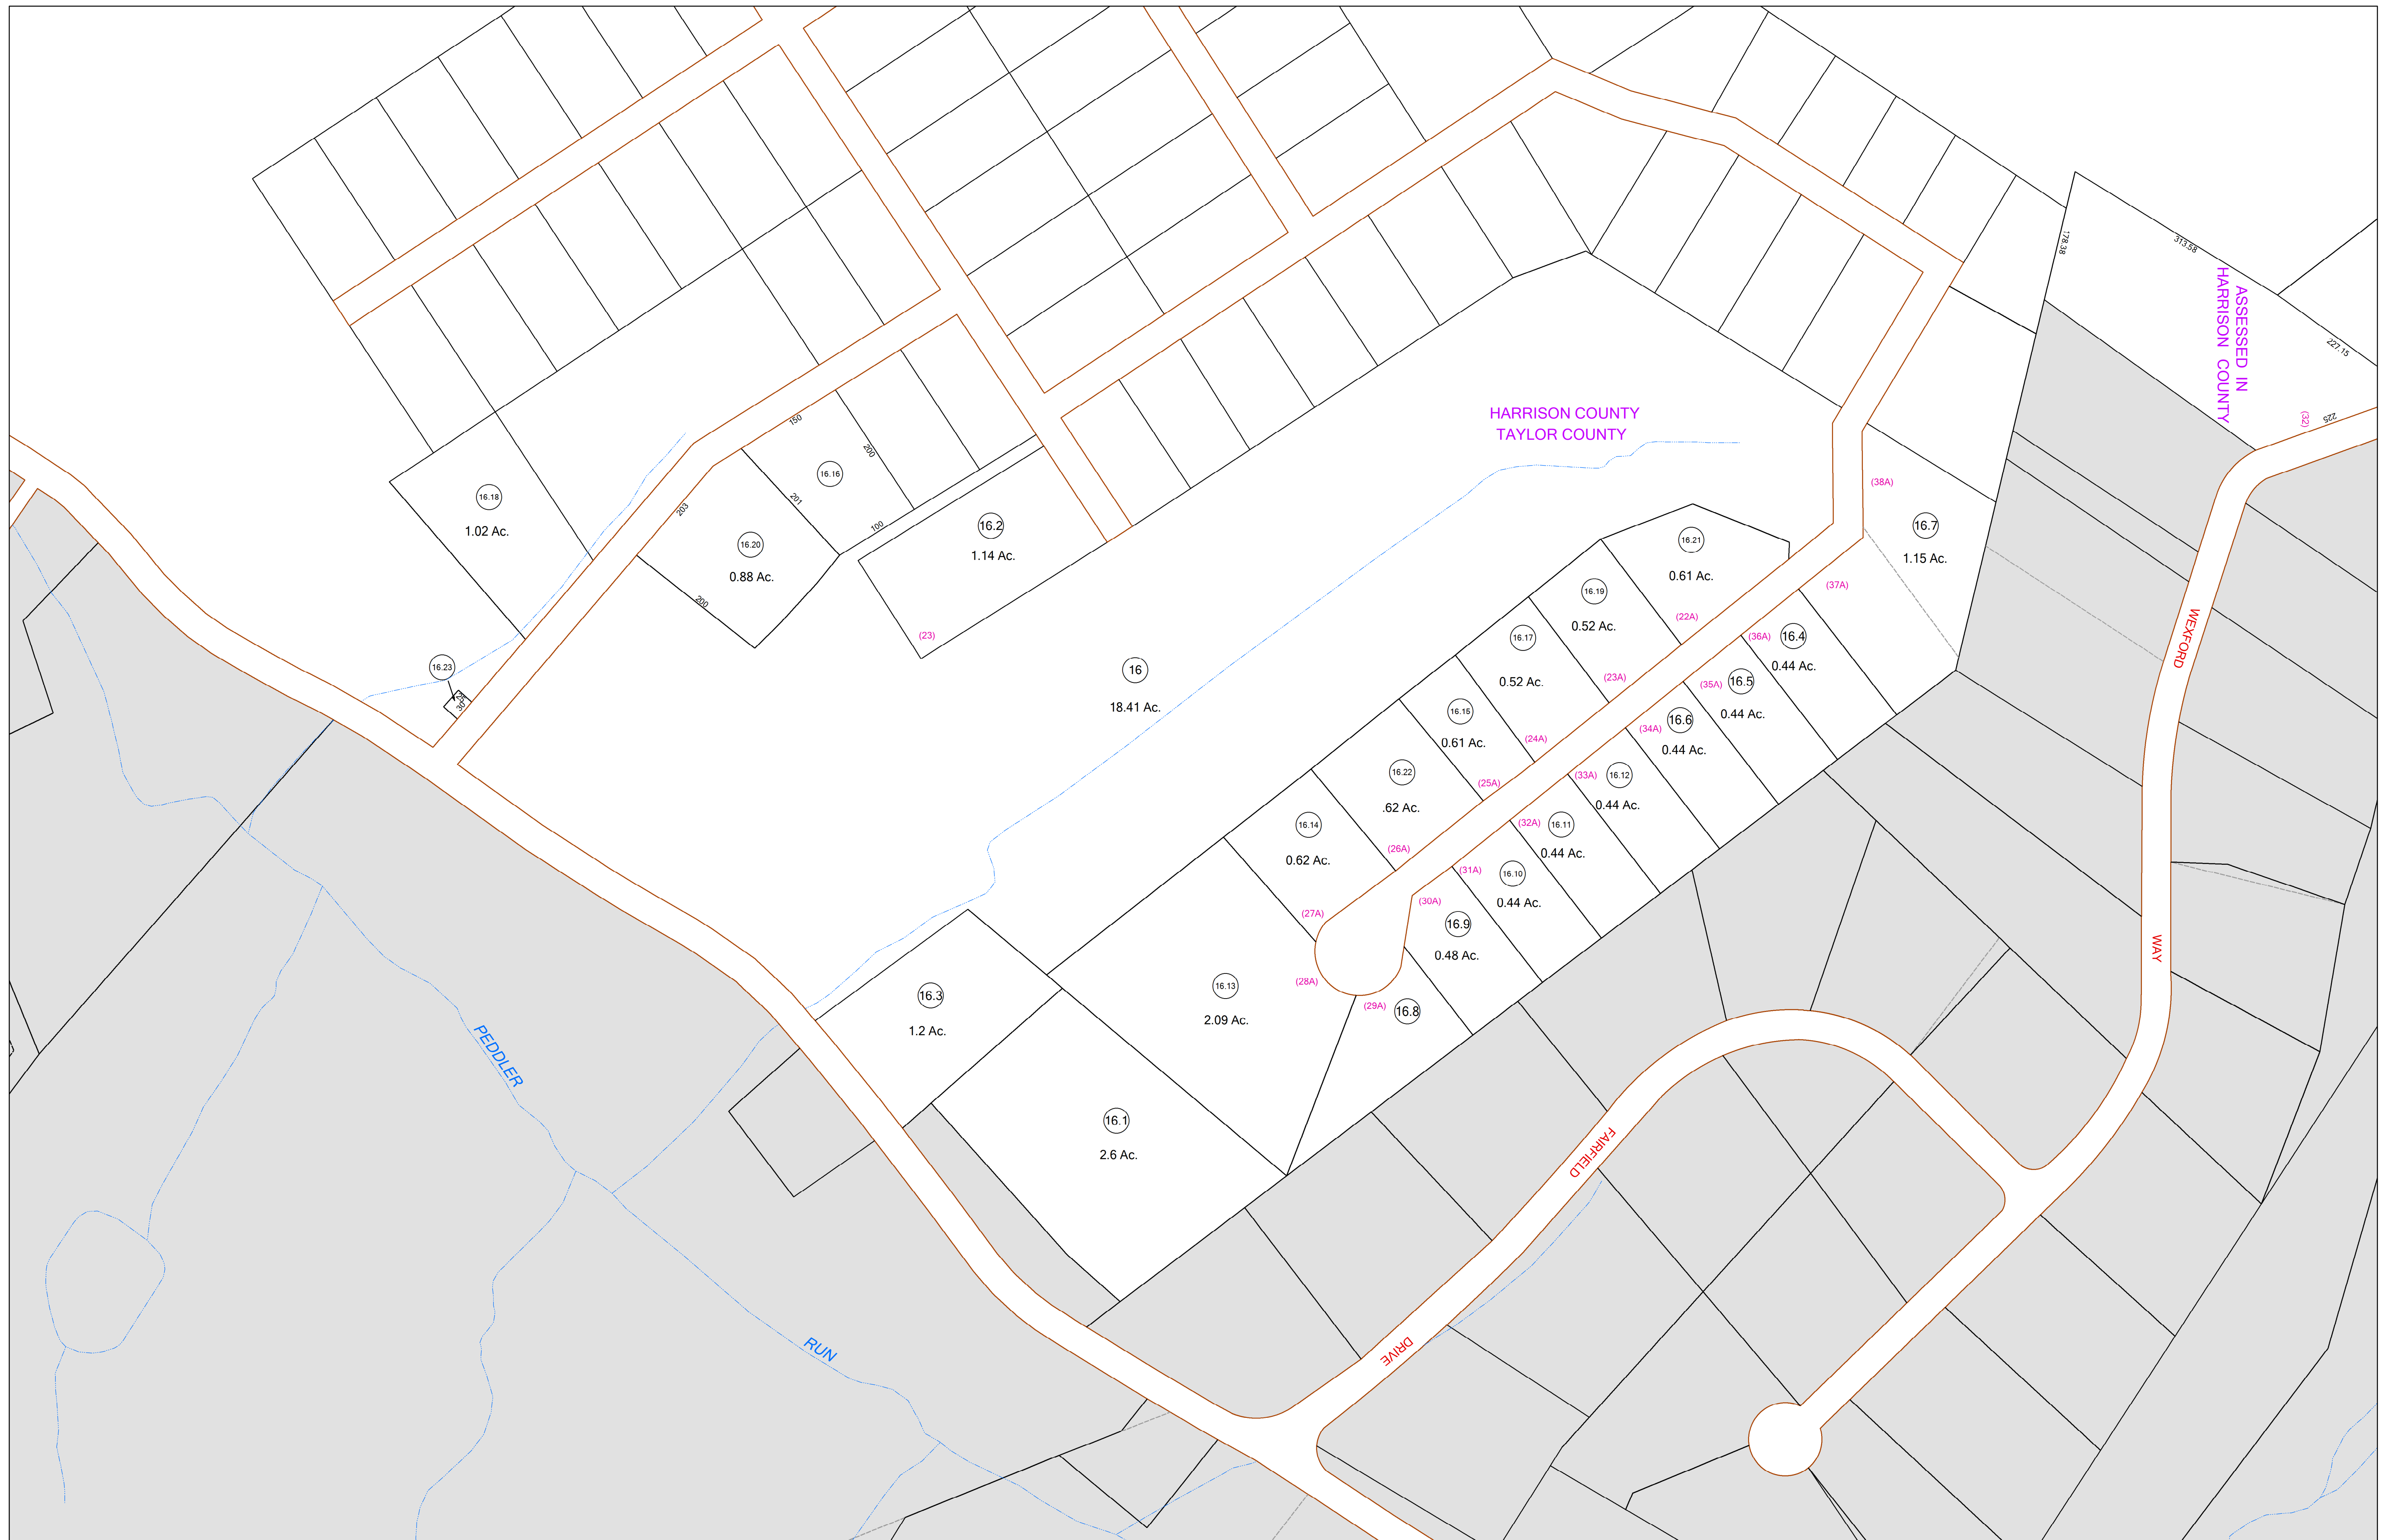 178.38
313.58
ASSESSED IN
HARRISON COUNTY
227.15
(32)
225
HARRISON COUNTY
TAYLOR COUNTY
150
200
16.16
201
100
203
16.18
1.02 Ac.
16.20
0.88 Ac.
200
16.2
1.14 Ac.
(23)
(38A)
16.7
1.15 Ac.
16.21
0.61 Ac.
(22A)
(37A)
16.19
0.52 Ac.
(23A)
16.17
0.52 Ac.
(24A)
(36A)
16.4
0.44 Ac.
WEXFORD
16.23
25
30
16
18.41 Ac.
(35A)
16.5
0.44 Ac.
16.15
0.61 Ac.
(25A)
(34A)
16.6
0.44 Ac.
16.22
.62 Ac.
(26A)
(33A)
16.12
0.44 Ac.
16.14
0.62 Ac.
(27A)
(32A)
16.11
0.44 Ac.
(31A)
16.10
0.44 Ac.
(30A)
16.9
0.48 Ac.
WAY
16.13
2.09 Ac.
(28A)
(29A)
16.8
16.3
1.2 Ac.
PEDDLER
16.1
2.6 Ac.
FAIRFIELD
RUN
DRIVE